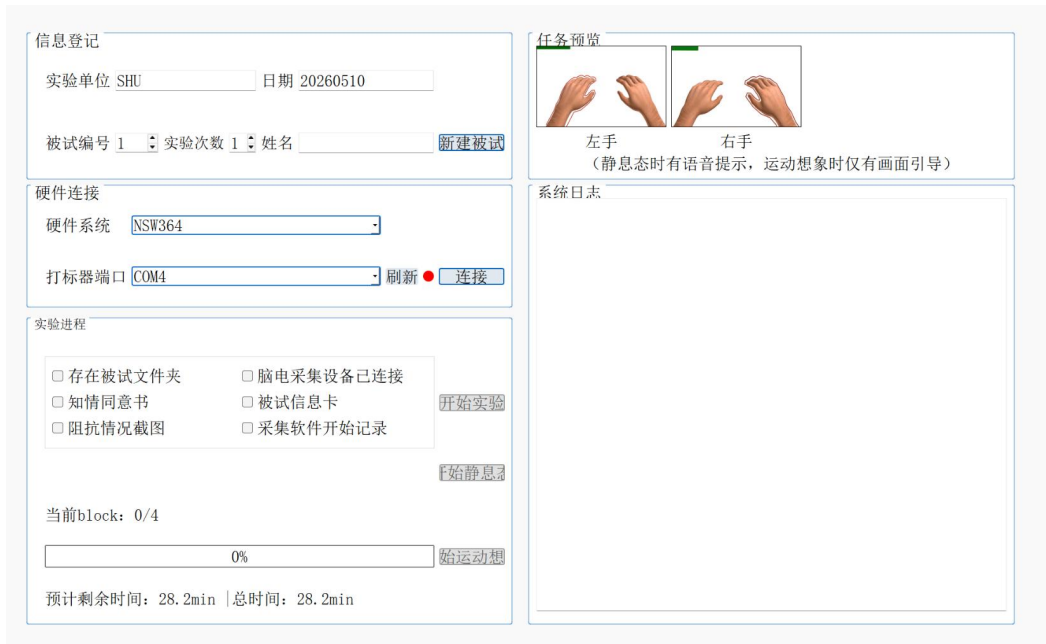 信息登记
实验单位 SHU 日期 20260510
被试编号 1 实验次数 1 姓名 新建被试
硬件连接
硬件系统 NSW364
打标器端口 COM4 刷新 连接
实验进程
存在被试文件夹 脑电采集设备已连接
知情同意书 被试信息卡
阻抗情况截图 采集软件开始记录
开始实验
始静息
当前block: 0/4
0% 始运动想
预计剩余时间: 28.2min |总时间: 28.2min
任务预览
左手 右手
(静息态时有语音提示, 运动想象时仅有画面引导)
系统日志